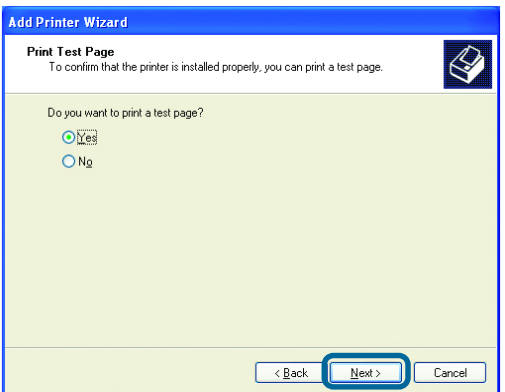 Add Printer Wizard
Print Test Page
To confirm that the printer is installed properly, you can print a test page.
Do you want to print a test page?
Yes
No
< Back
Next >
Cancel